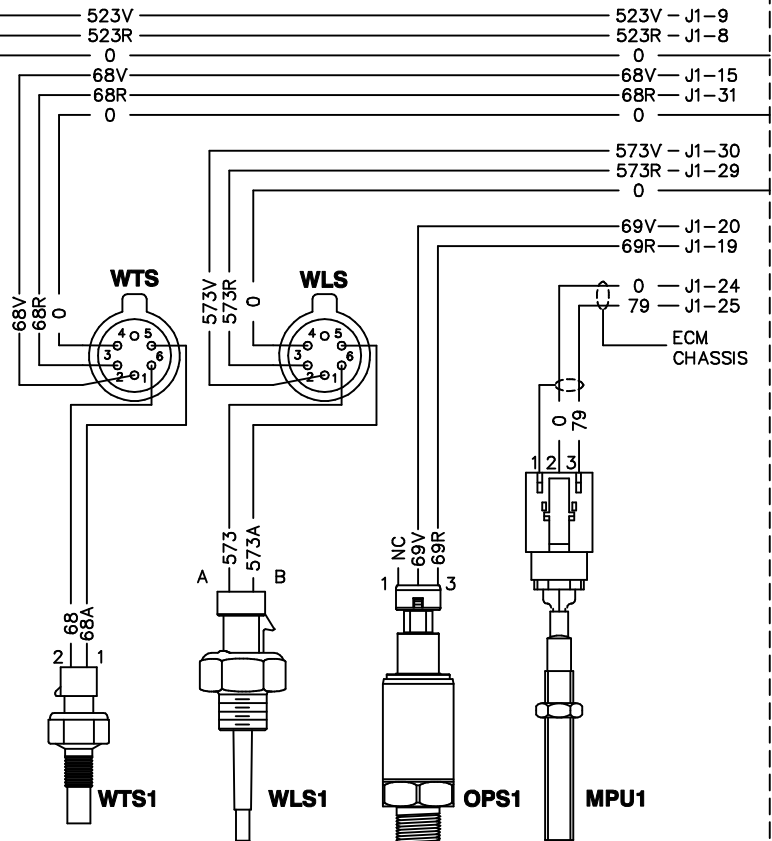 523V 523V J1-9
523R 523R J1-8
0 0
68V 68V J1-15
68R 68R J1-31
0 0
573V J1-30
573R J1-29
0
69V J1-20
69R J1-19
WTS WLS
0 J1-24
79 J1-25
68V 68R 0 573V 573R 0
4 5 4 5
3 6 3 6
2 1 2 1
ECM
CHASSIS
0 79
1 2 3
573 573A NC 69V 69R
A B 1 3
68 68A
2 1
WTS1 WLS1 OPS1 MPU1